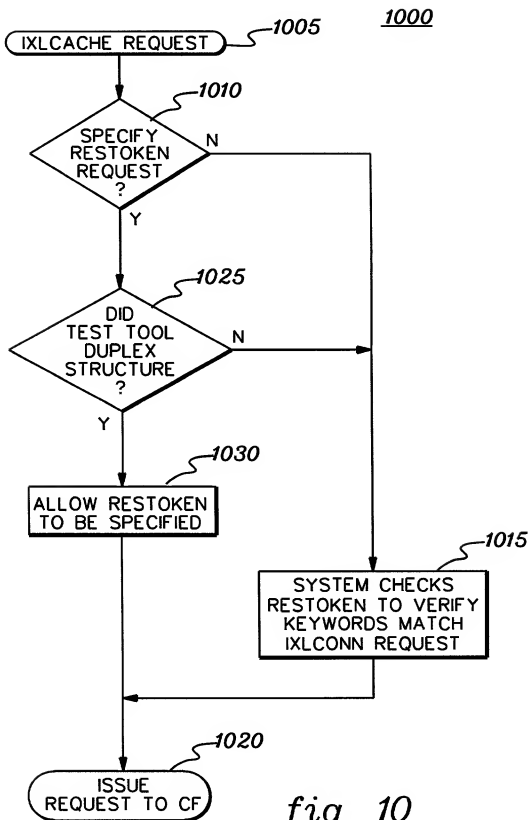 1000
IXLCACHE REQUEST
1005
1010
SPECIFY
RESTOKEN
REQUEST
?
N
Y
1025
DID
TEST TOOL
DUPLEX
STRUCTURE
?
N
Y
1030
ALLOW RESTOKEN
TO BE SPECIFIED
1015
SYSTEM CHECKS
RESTOKEN TO VERIFY
KEYWORDS MATCH
IXLCONN REQUEST
1020
ISSUE
REQUEST TO CF
fig. 10